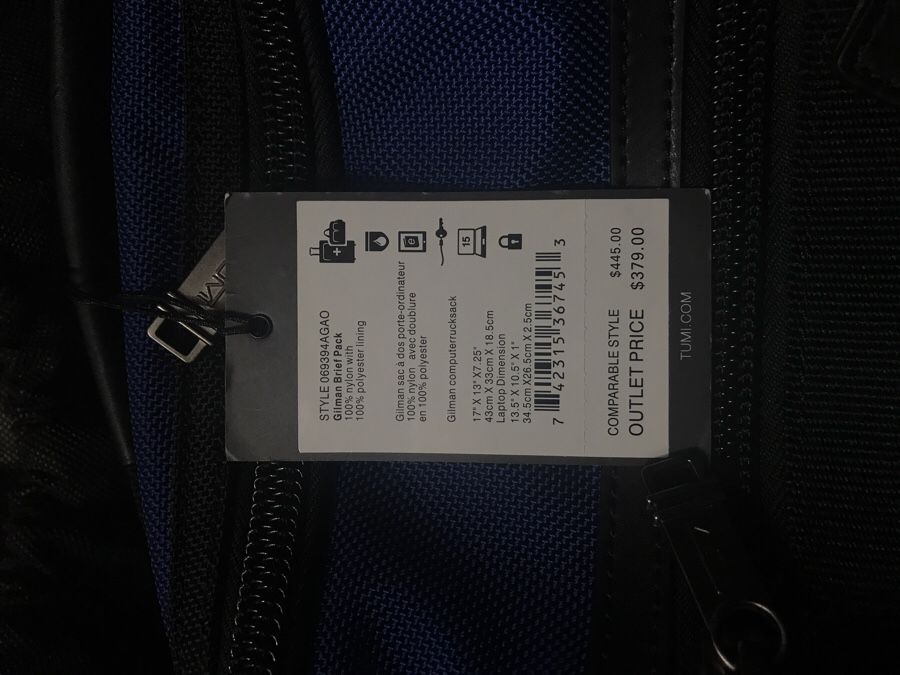 STYLE 069394AGAO
Gilman Brief Pack
100% nylon with
100% polyester lining
Gilman sac à dos porte-ordinateur
100% nylon avec doublure
en 100% polyester
Gilman computerrucksack
17" X 13" X7.25"
43cm X 33cm X 18.5cm
Laptop Dimension
13.5" X 10.5" X 1"
34.5cm X26.5cm X 2.5cm
7 42315 36745 3
15
COMPARABLE STYLE $445.00
OUTLET PRICE $379.00
TUMI.COM
TUMI